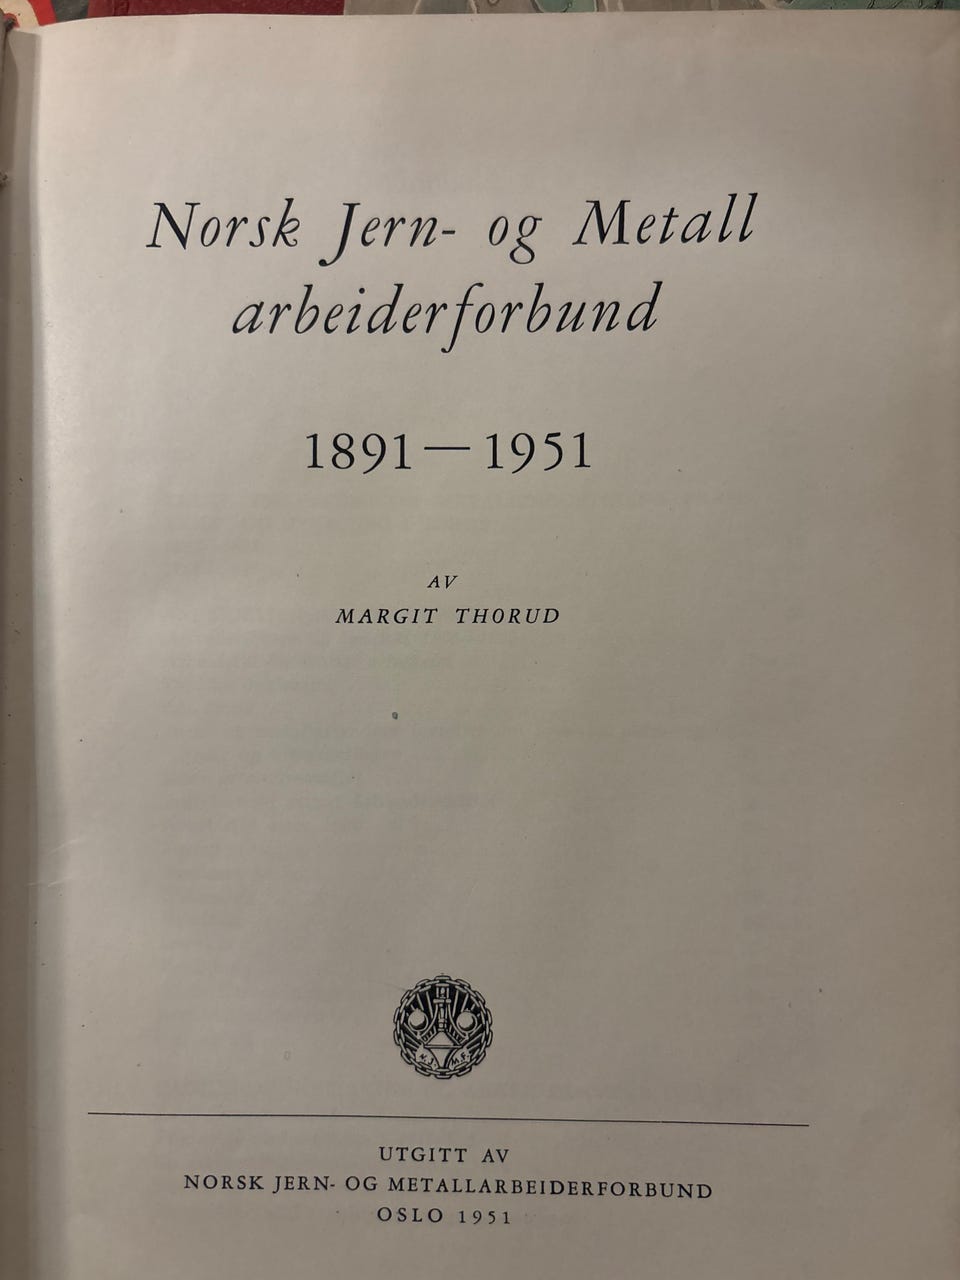 Norsk Jern- og Metall
arbeiderforbund
1891—1951
AV
MARGIT THORUD
N. J. M. F.
UTGITT AV
NORSK JERN- OG METALLARBEIDERFORBUND
OSLO 1951